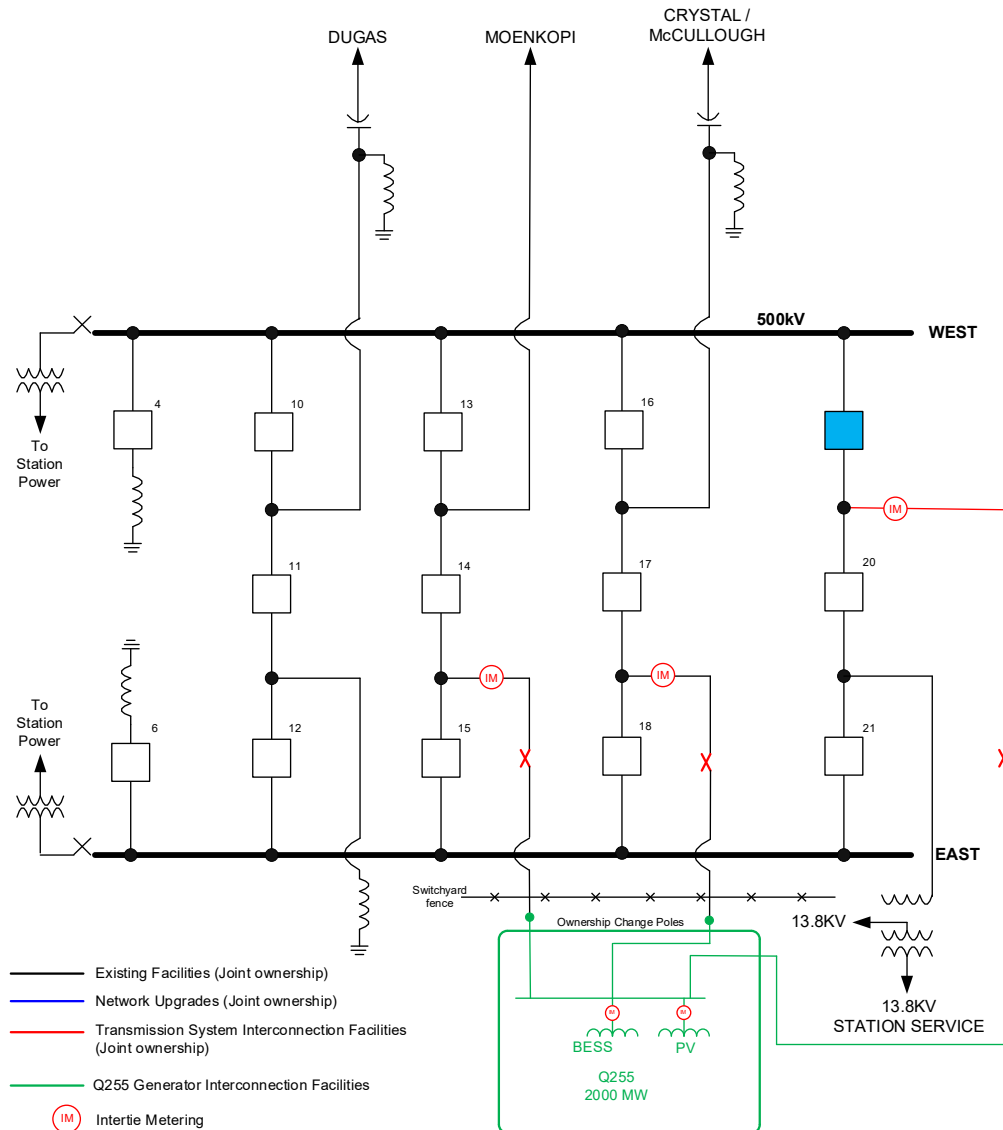 DUGAS
MOENKOPI
CRYSTAL /
McCULLOUGH
500kV
WEST
4
10
13
16
To
Station
Power
IM
11
14
17
20
IM
IM
To
Station
Power
6
12
15
18
21
EAST
Switchyard
fence
Ownership Change Poles
13.8KV
13.8KV
STATION SERVICE
IM
IM
BESS
PV
Q255
2000 MW
Existing Facilities (Joint ownership)
Network Upgrades (Joint ownership)
Transmission System Interconnection Facilities
(Joint ownership)
Q255 Generator Interconnection Facilities
IM
Intertie Metering